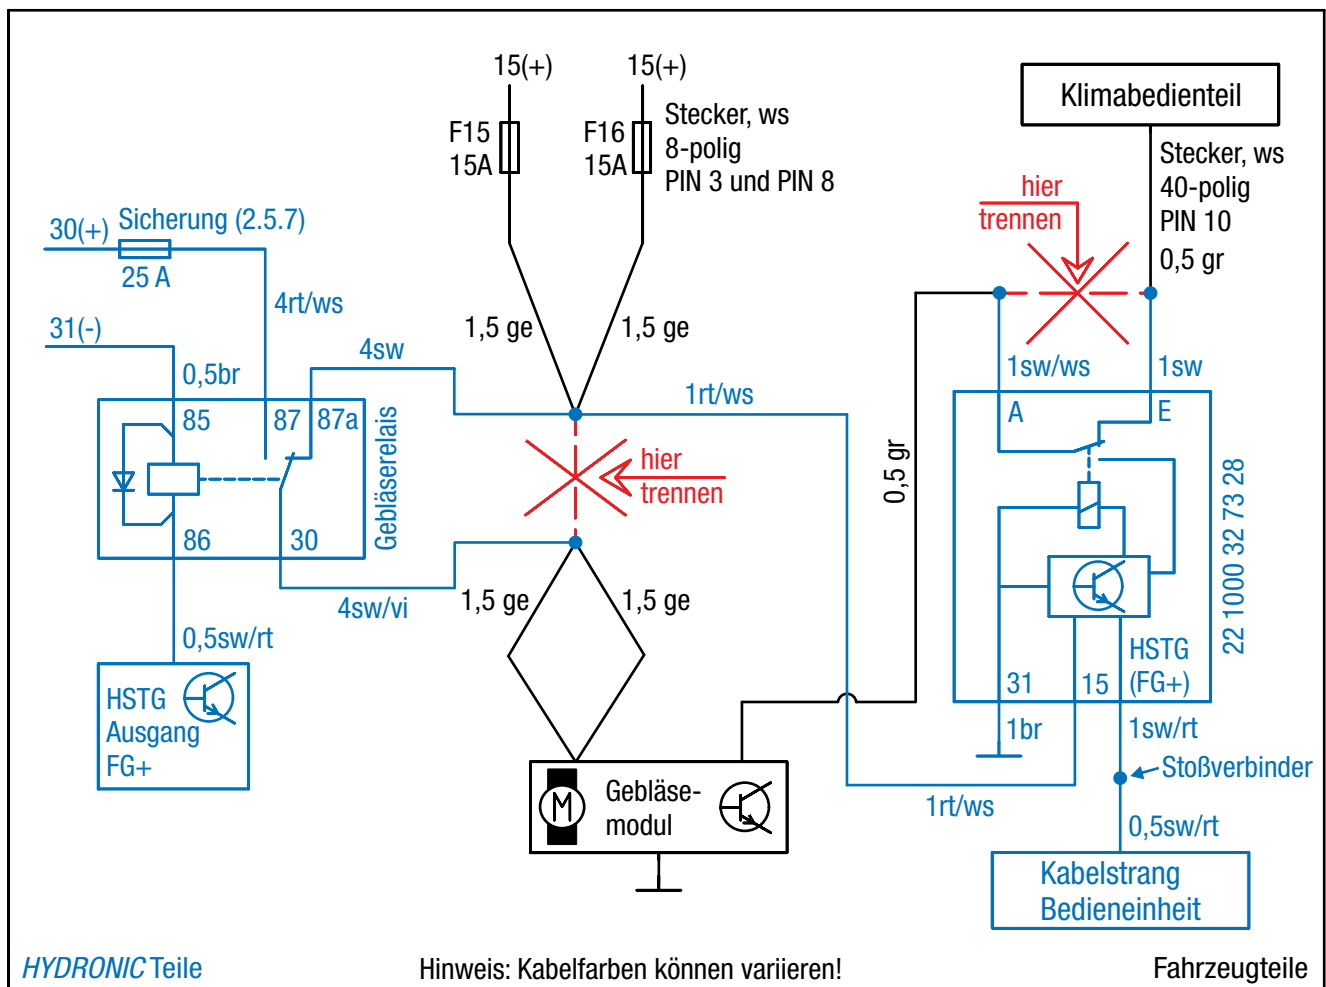 15(+)
15(+)
F15
15A
F16
15A
Stecker, ws
8-polig
PIN 3 und PIN 8
Klimabedienteil
Stecker, ws
40-polig
PIN 10
0,5 gr
hier
trennen
Sicherung (2.5.7)
30(+)
25 A
4rt/ws
31(-)
0,5br
4sw
1,5 ge
1,5 ge
1rt/ws
1sw/ws
1sw
85
87
87a
Gebläserelais
86
30
hier
trennen
0,5 gr
A
E
22 1000 32 73 28
4sw/vi
1,5 ge
1,5 ge
0,5sw/rt
HSTG
Ausgang
FG+
HSTG
(FG+)
31
15
1br
1sw/rt
Stoßverbinder
M
Gebläse-
modul
1rt/ws
0,5sw/rt
Kabelstrang
Bedieneinheit
HYDRONIC Teile
Hinweis: Kabelfarben können variieren!
Fahrzeugteile